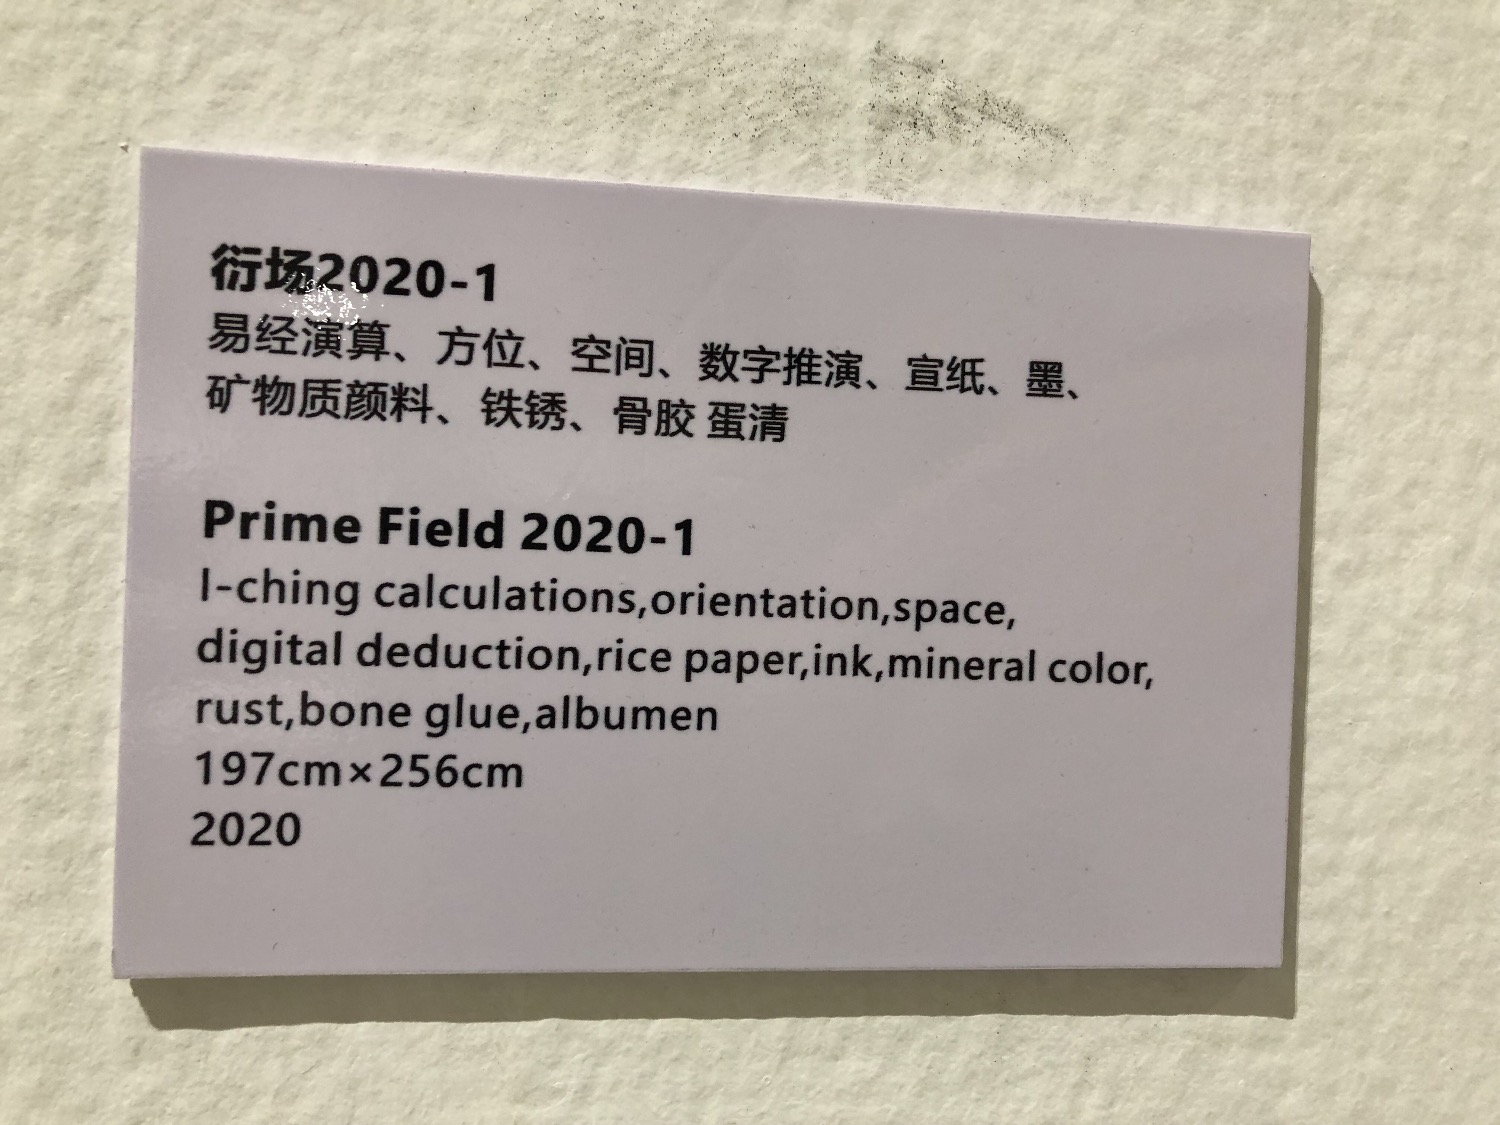 衍场2020-1
易经演算、方位、空间、数字推演、宣纸、墨、
矿物质颜料、铁锈、骨胶 蛋清
Prime Field 2020-1
I-ching calculations,orientation,space,
digital deduction,rice paper,ink,mineral color,
rust,bone glue,albumen
197cm×256cm
2020